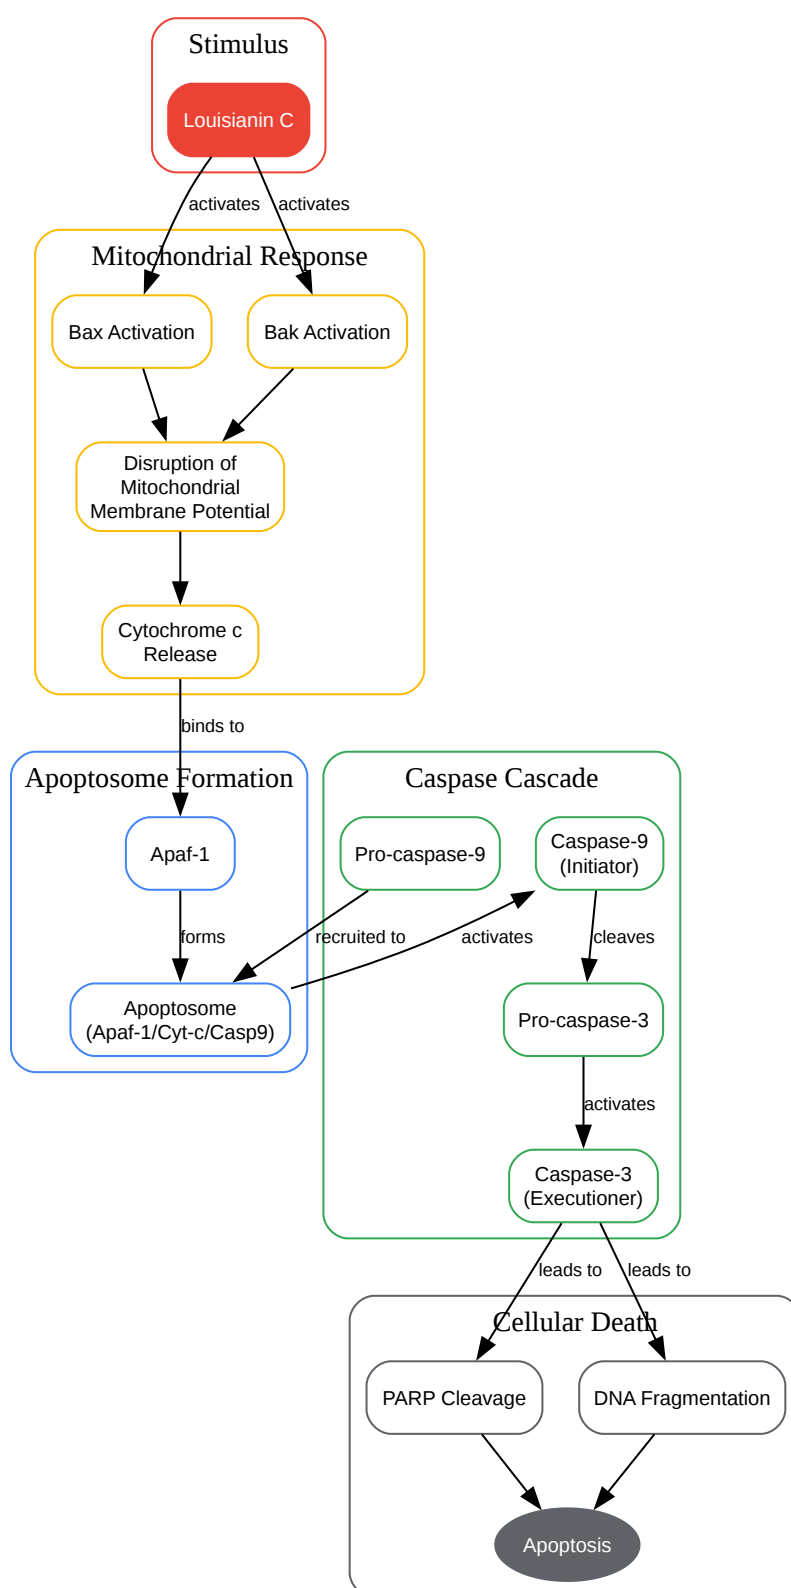 Stimulus
Louisianin C
activates
activates
Mitochondrial Response
Bax Activation
Bak Activation
Disruption of
Mitochondrial
Membrane Potential
Cytochrome c
Release
binds to
Apoptosome Formation
Caspase Cascade
Apaf-1
Pro-caspase-9
Caspase-9
(Initiator)
forms
recruited to
activates
cleaves
Apoptosome
(Apaf-1/Cyt-c/Casp9)
Pro-caspase-3
activates
Caspase-3
(Executioner)
leads to
leads to
Cellular Death
PARP Cleavage
DNA Fragmentation
Apoptosis